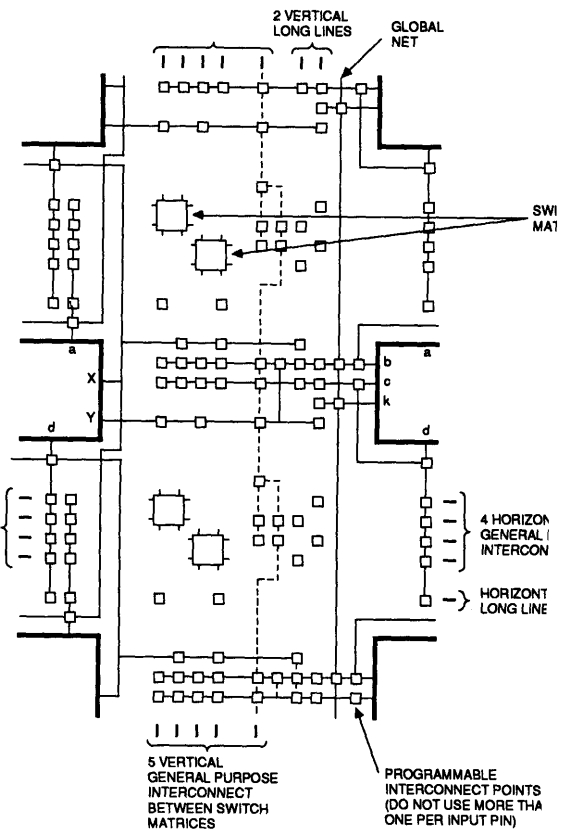 2 VERTICAL
LONG LINES
GLOBAL
NET
SWI
MAT
a
X
Y
d
a
b
c
k
d
4 HORIZON
GENERAL
INTERCON
HORIZONT
LONG LINE
5 VERTICAL
GENERAL PURPOSE
INTERCONNECT
BETWEEN SWITCH
MATRICES
PROGRAMMABLE
INTERCONNECT POINTS
(DO NOT USE MORE THA
ONE PER INPUT PIN)